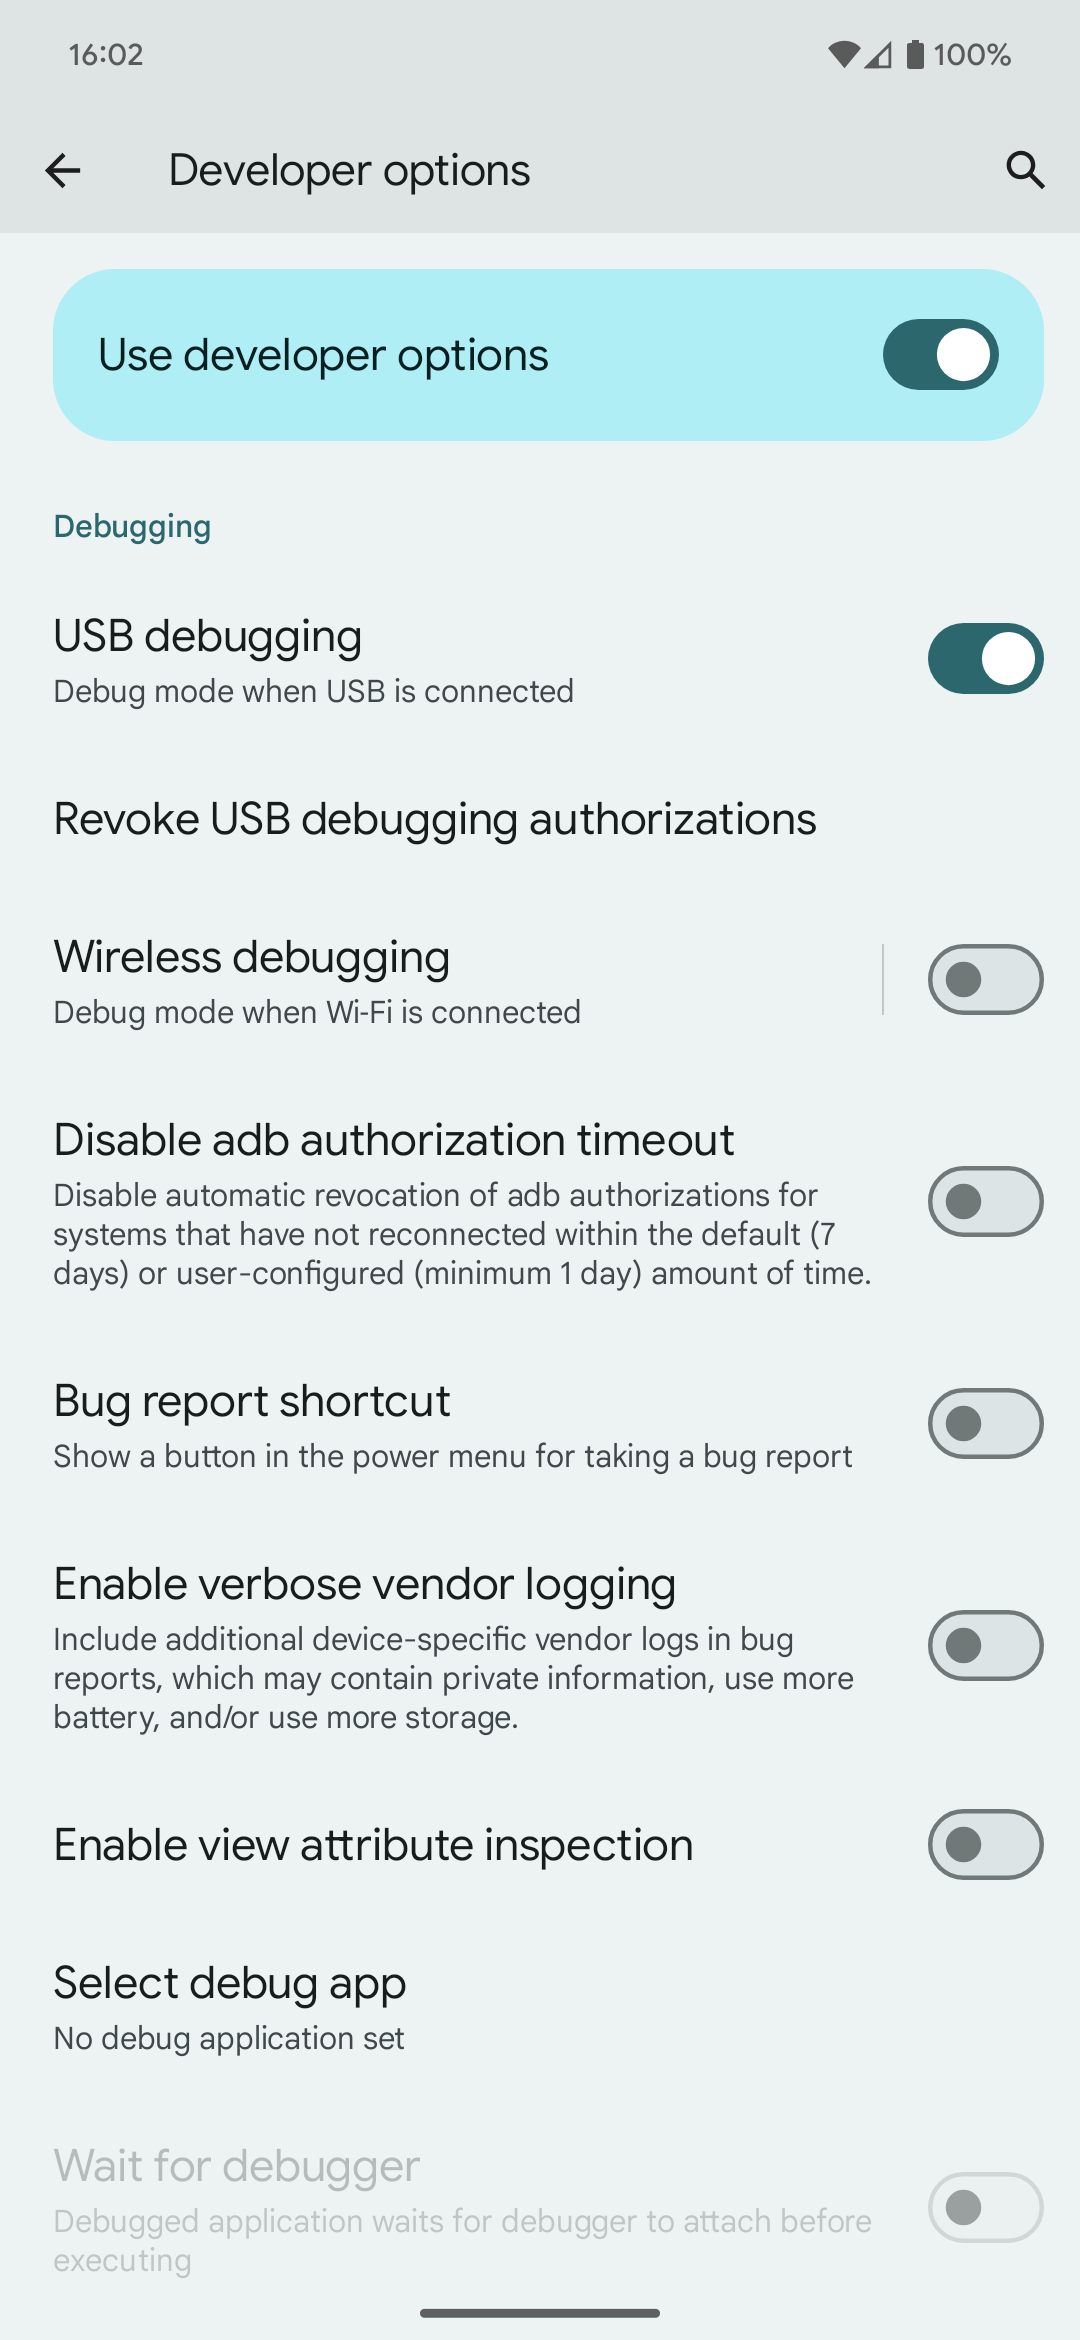 16:02
100%
Developer options
Use developer options
Debugging
USB debugging
Debug mode when USB is connected
Revoke USB debugging authorizations
Wireless debugging
Debug mode when Wi-Fi is connected
Disable adb authorization timeout
Disable automatic revocation of adb authorizations for
systems that have not reconnected within the default (7
days) or user-configured (minimum 1 day) amount of time.
Bug report shortcut
Show a button in the power menu for taking a bug report
Enable verbose vendor logging
Include additional device-specific vendor logs in bug
reports, which may contain private information, use more
battery, and/or use more storage.
Enable view attribute inspection
Select debug app
No debug application set
Wait for debugger
Debugged application waits for debugger to attach before
executing